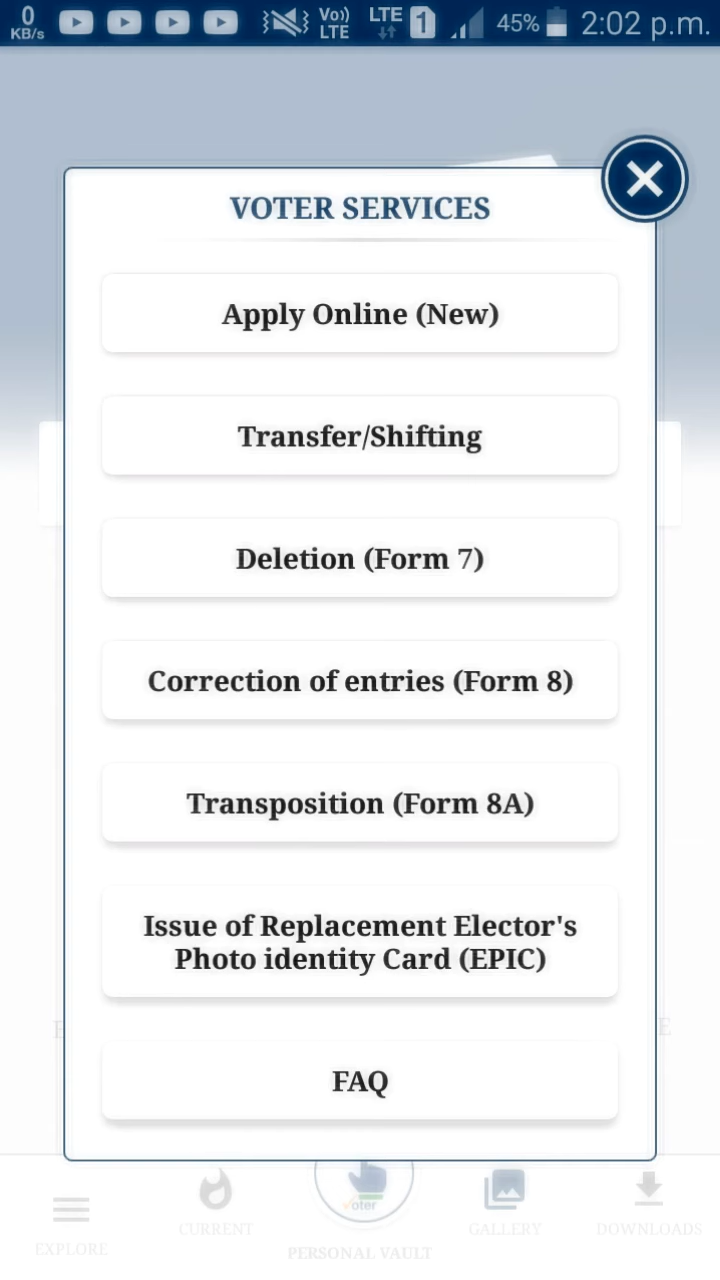 0
KB/s
Vo))
LTE
LTE
1
45%
2:02 p.m.
VOTER SERVICES
Apply Online (New)
Transfer/Shifting
Deletion (Form 7)
Correction of entries (Form 8)
Transposition (Form 8A)
Issue of Replacement Elector's
Photo identity Card (EPIC)
FAQ
E
E
voter
EXPLORE
CURRENT
PERSONAL VAULT
GALLERY
DOWNLOADS